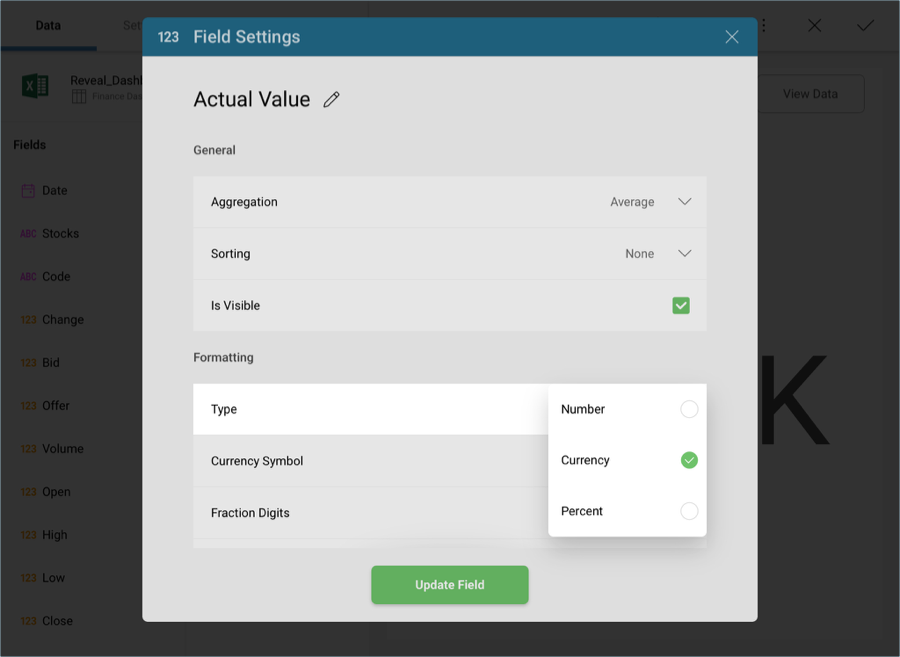 Data
Set
123 Field Settings
Reveal_Dashl
Finance Das
View Data
Actual Value
Fields
General
Date
Aggregation Average
ABC Stocks
Sorting None
ABC Code
Is Visible
123 Change
Formatting
123 Bid
K
123 Offer
Type
Number
123 Volume
Currency Symbol
Currency
123 Open
Fraction Digits
Percent
123 High
123 Low
Update Field
123 Close